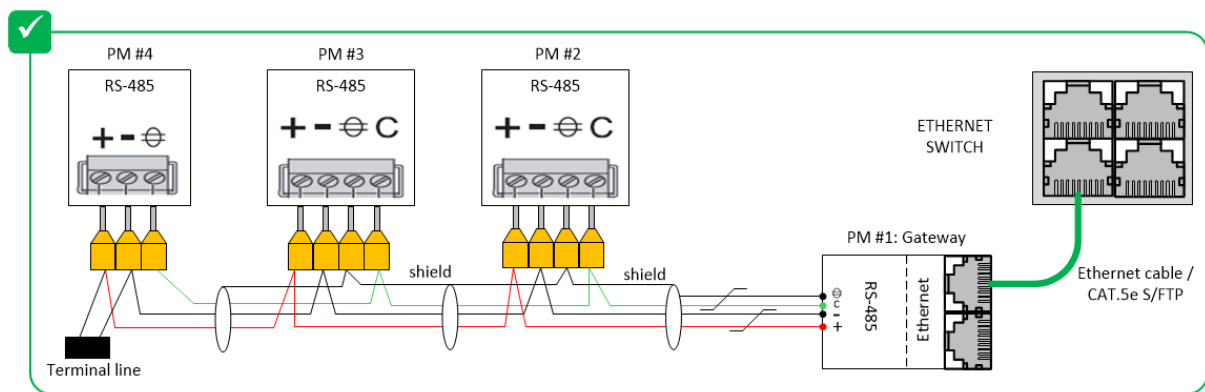 PM #4
RS-485
+ -
PM #3
RS-485
+ - C
PM #2
RS-485
+ - C
ETHERNET
SWITCH
PM #1: Gateway
C
-
+
RS-485
Ethernet
Ethernet cable /
CAT.5e S/FTP
shield
shield
Terminal line